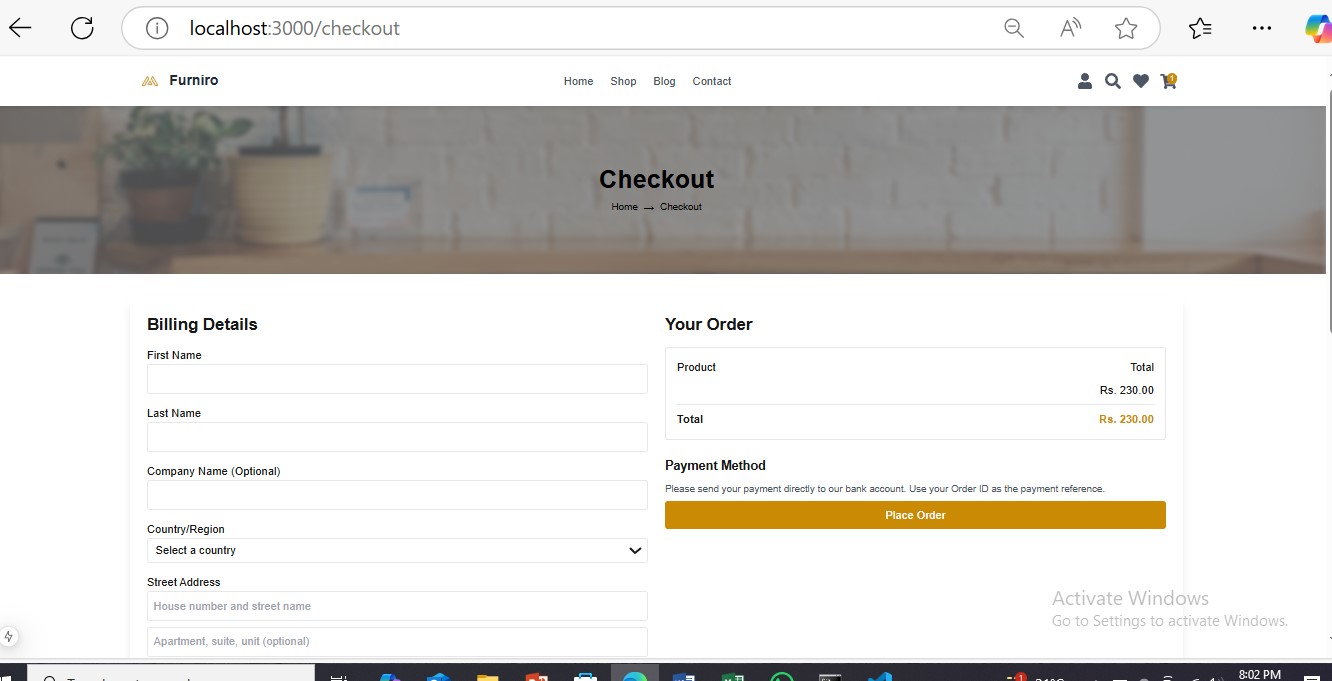 localhost:3000/checkout
Furniro
Home Shop Blog Contact
1
Checkout
Home → Checkout
Billing Details
First Name
Last Name
Company Name (Optional)
Country/Region
Select a country
Street Address
House number and street name
Apartment, suite, unit (optional)
Your Order
Product Total
Rs. 230.00
Total Rs. 230.00
Payment Method
Please send your payment directly to our bank account. Use your Order ID as the payment reference.
Place Order
Activate Windows
Go to Settings to activate Windows.
1
8:02 PM